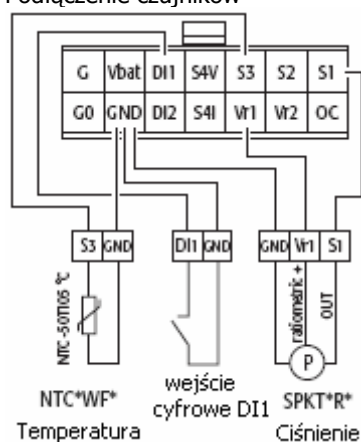 Podłączenie czujników
G Vbat DI1 S4V S3 S2 S1
G0 GND DI2 S4I Vr1 Vr2 OC
S3 GND DI1 GND GND Vr1 S1
NTC -50T105 °C
ratiometric +
OUT
P
NTC*WF*
Temperatura
wejście
cyfrowe DI1
SPKT*R*
Ciśnienie